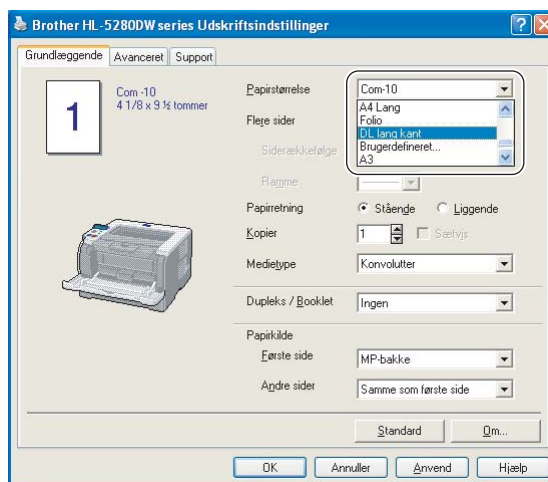 Brother HL-5280DW series Udskriftsindstillinger
Grundlæggende Avanceret Support
1
Com -10
4 1/8 x 9 ½ tommer
Papirstørrelse Com-10
A4 Lang
Folio
DL lang kant
Brugerdefineret...
A3
Flere sider
Siderækkefølge
Ramme
Papirretning Stående Liggende
Kopier 1 Sætvis
Medietype Konvolutter
Dupleks / Booklet Ingen
Papirkilde
Første side MP-bakke
Andre sider Samme som første side
Standard Om...
OK Annuller Anvend Hjælp